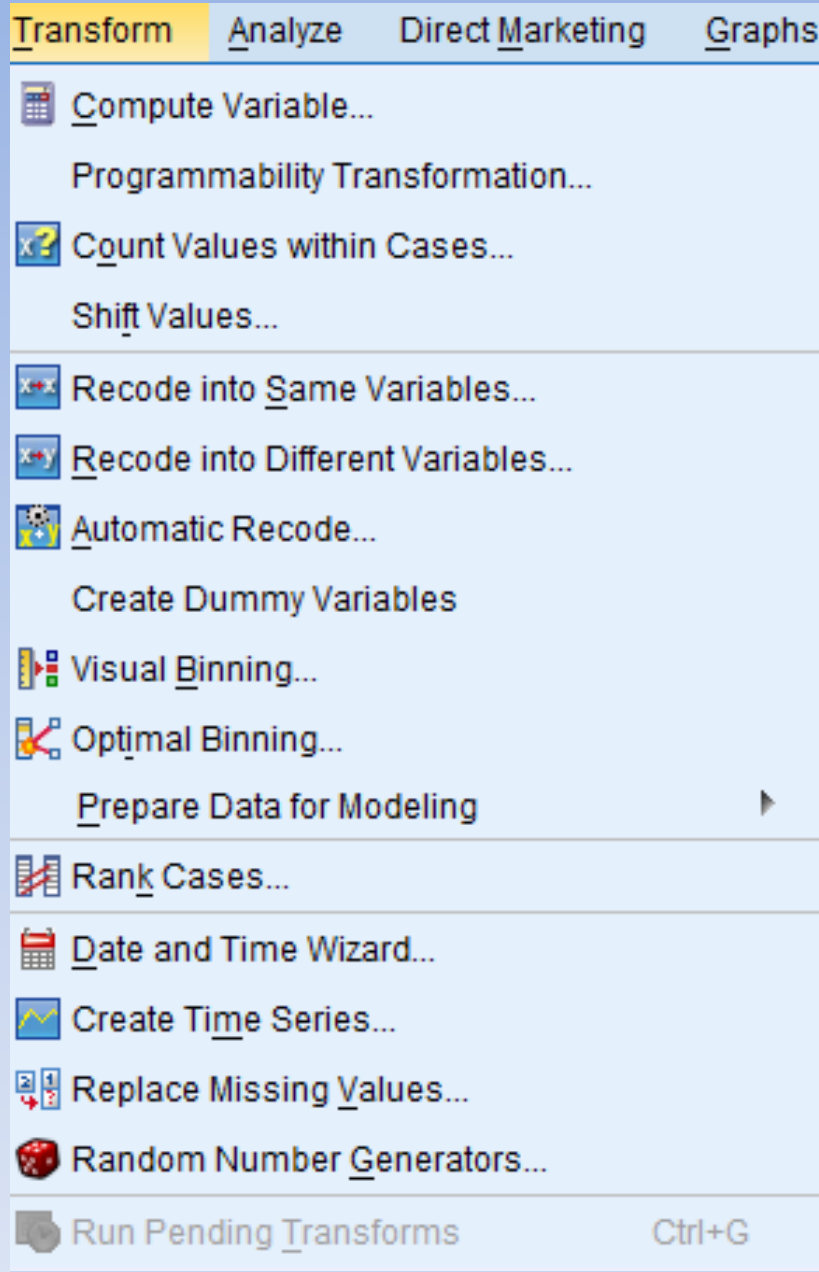 Transform Analyze Direct Marketing Graphs
Compute Variable...
Programmability Transformation...
Count Values within Cases...
Shift Values...
Recode into Same Variables...
Recode into Different Variables...
Automatic Recode...
Create Dummy Variables
Visual Binning...
Optimal Binning...
Prepare Data for Modeling
Rank Cases...
Date and Time Wizard...
Create Time Series...
Replace Missing Values...
Random Number Generators...
Run Pending Transforms Ctrl+G